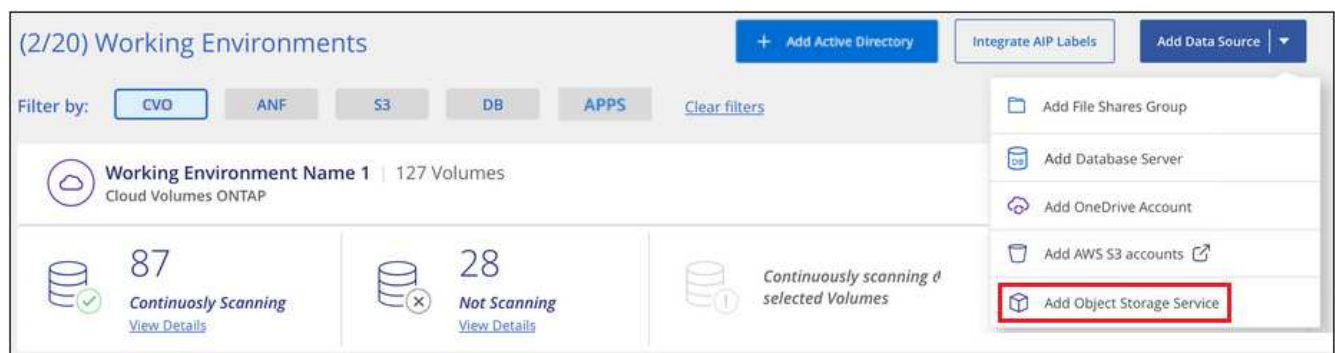 (2/20) Working Environments
+ Add Active Directory
Integrate AIP Labels
Add Data Source
Filter by:
CVO
ANF
S3
DB
APPS
Clear filters
Add File Shares Group
DB
Add Database Server
Add OneDrive Account
Add AWS S3 accounts
Add Object Storage Service
Working Environment Name 1 | 127 Volumes
Cloud Volumes ONTAP
87
Continuosly Scanning
View Details
28
Not Scanning
View Details
Continuously scanning
selected Volumes